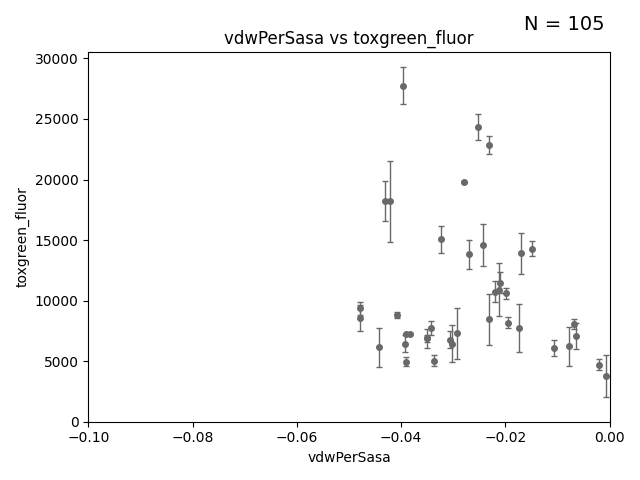 N = 105
vdwPerSasa vs toxgreen_fluor
30000
25000
20000
15000
10000
5000
0
toxgreen_fluor
−0.10 −0.08 −0.06 −0.04 −0.02 0.00
vdwPerSasa